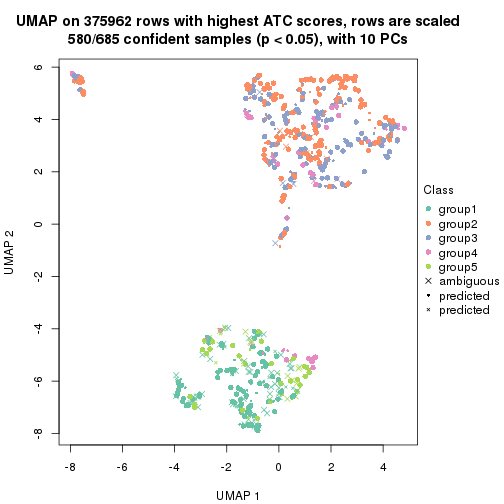 UMAP on 375962 rows with highest ATC scores, rows are scaled
580/685 confident samples (p < 0.05), with 10 PCs
6
4
2
0
-2
-4
-6
-8
UMAP 2
-8
-6
-4
-2
0
2
4
UMAP 1
Class
group1
group2
group3
group4
group5
ambiguous
predicted
predicted